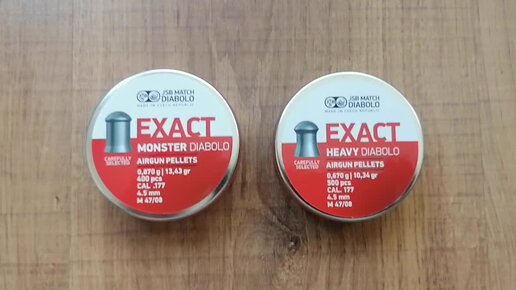 JSB MATCH
DIABOLO
MADE IN CZECH REPUBLIC
EXACT
MONSTER DIABOLO
CAREFULLY
SELECTED
AIRGUN PELLETS
0,870 g | 13,43 gr
400 pcs
CAL .177
4.5 mm
M 47/08
JSB MATCH
DIABOLO
MADE IN CZECH REPUBLIC
EXACT
HEAVY DIABOLO
CAREFULLY
SELECTED
AIRGUN PELLETS
0,670 g | 10,34 gr
500 pcs
CAL. 177
4.5 mm
M 47/08